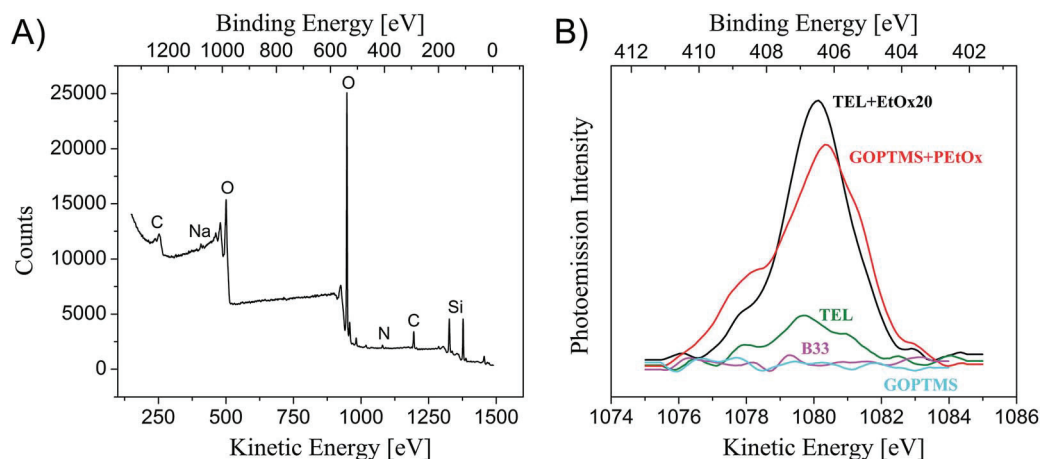 A)
Binding Energy [eV]
1200 1000 800 600 400 200 0
25000
20000
15000
10000
5000
0
Counts
C
Na
O
O
N
C
Si
250 500 750 1000 1250 1500
Kinetic Energy [eV]
B)
Binding Energy [eV]
412 410 408 406 404 402
Photoemission Intensity
TEL+EtOx20
GOPTMS+PEtOx
TEL
B33
GOPTMS
1074 1076 1078 1080 1082 1084 1086
Kinetic Energy [eV]